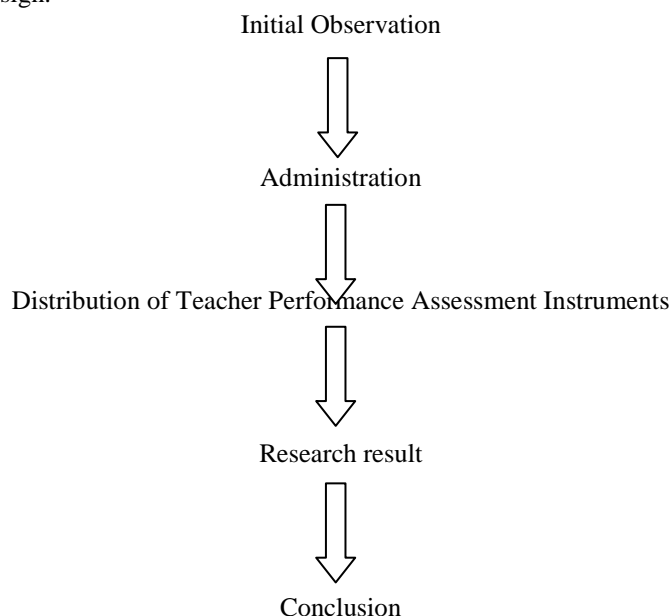 sign.
Initial Observation
Administration
Distribution of Teacher Performance Assessment Instruments
Research result
Conclusion